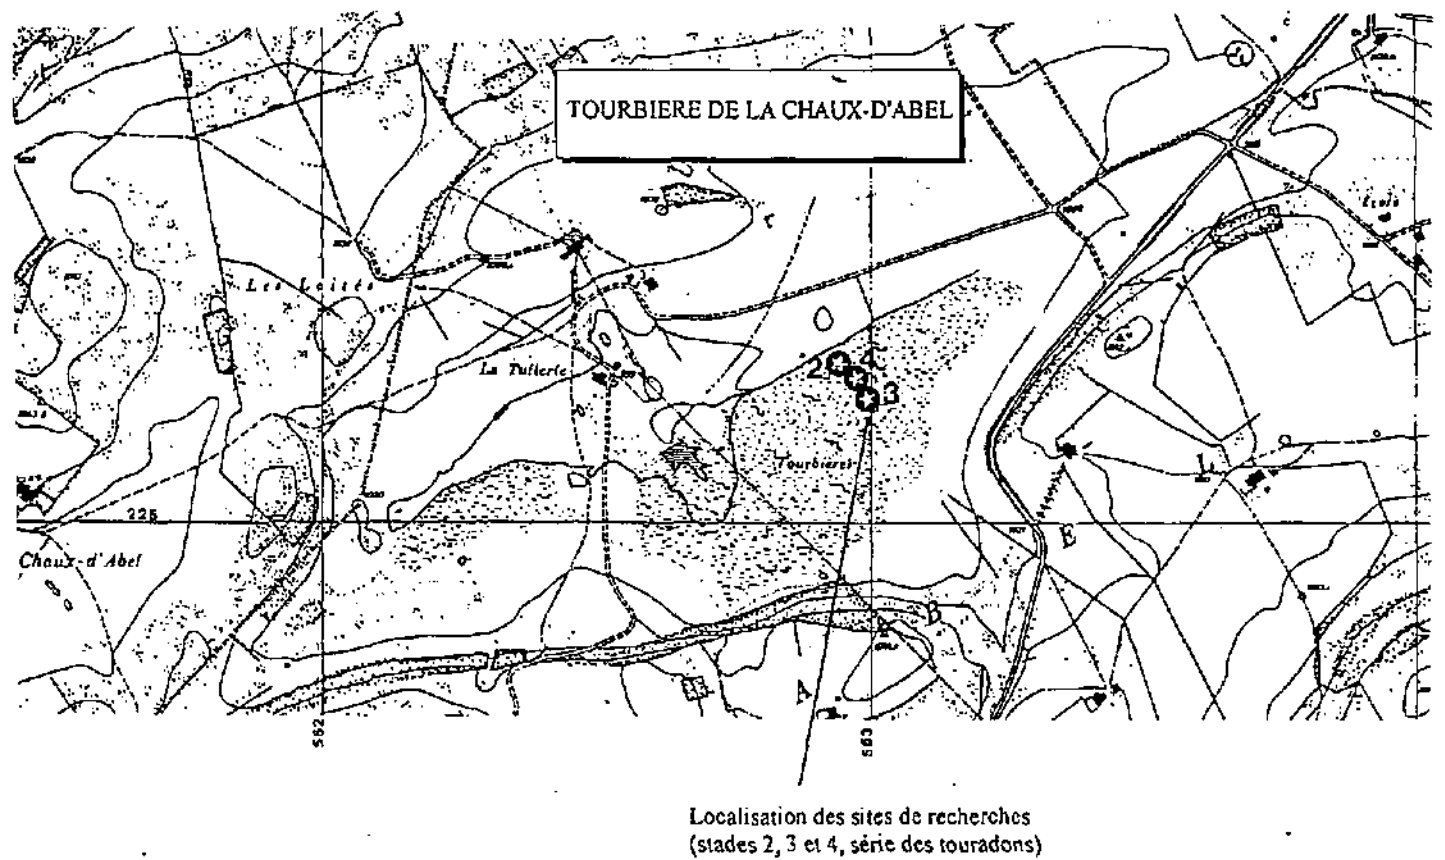 TOURBIERE DE LA CHAUX-D'ABEL
Les Loités
La Tuilerie
2
4
3
Tourbières
L
225
E
Chaux-d'Abel
B
A
562
563
Localisation des sites de recherches
(stades 2, 3 et 4, série des touradons)